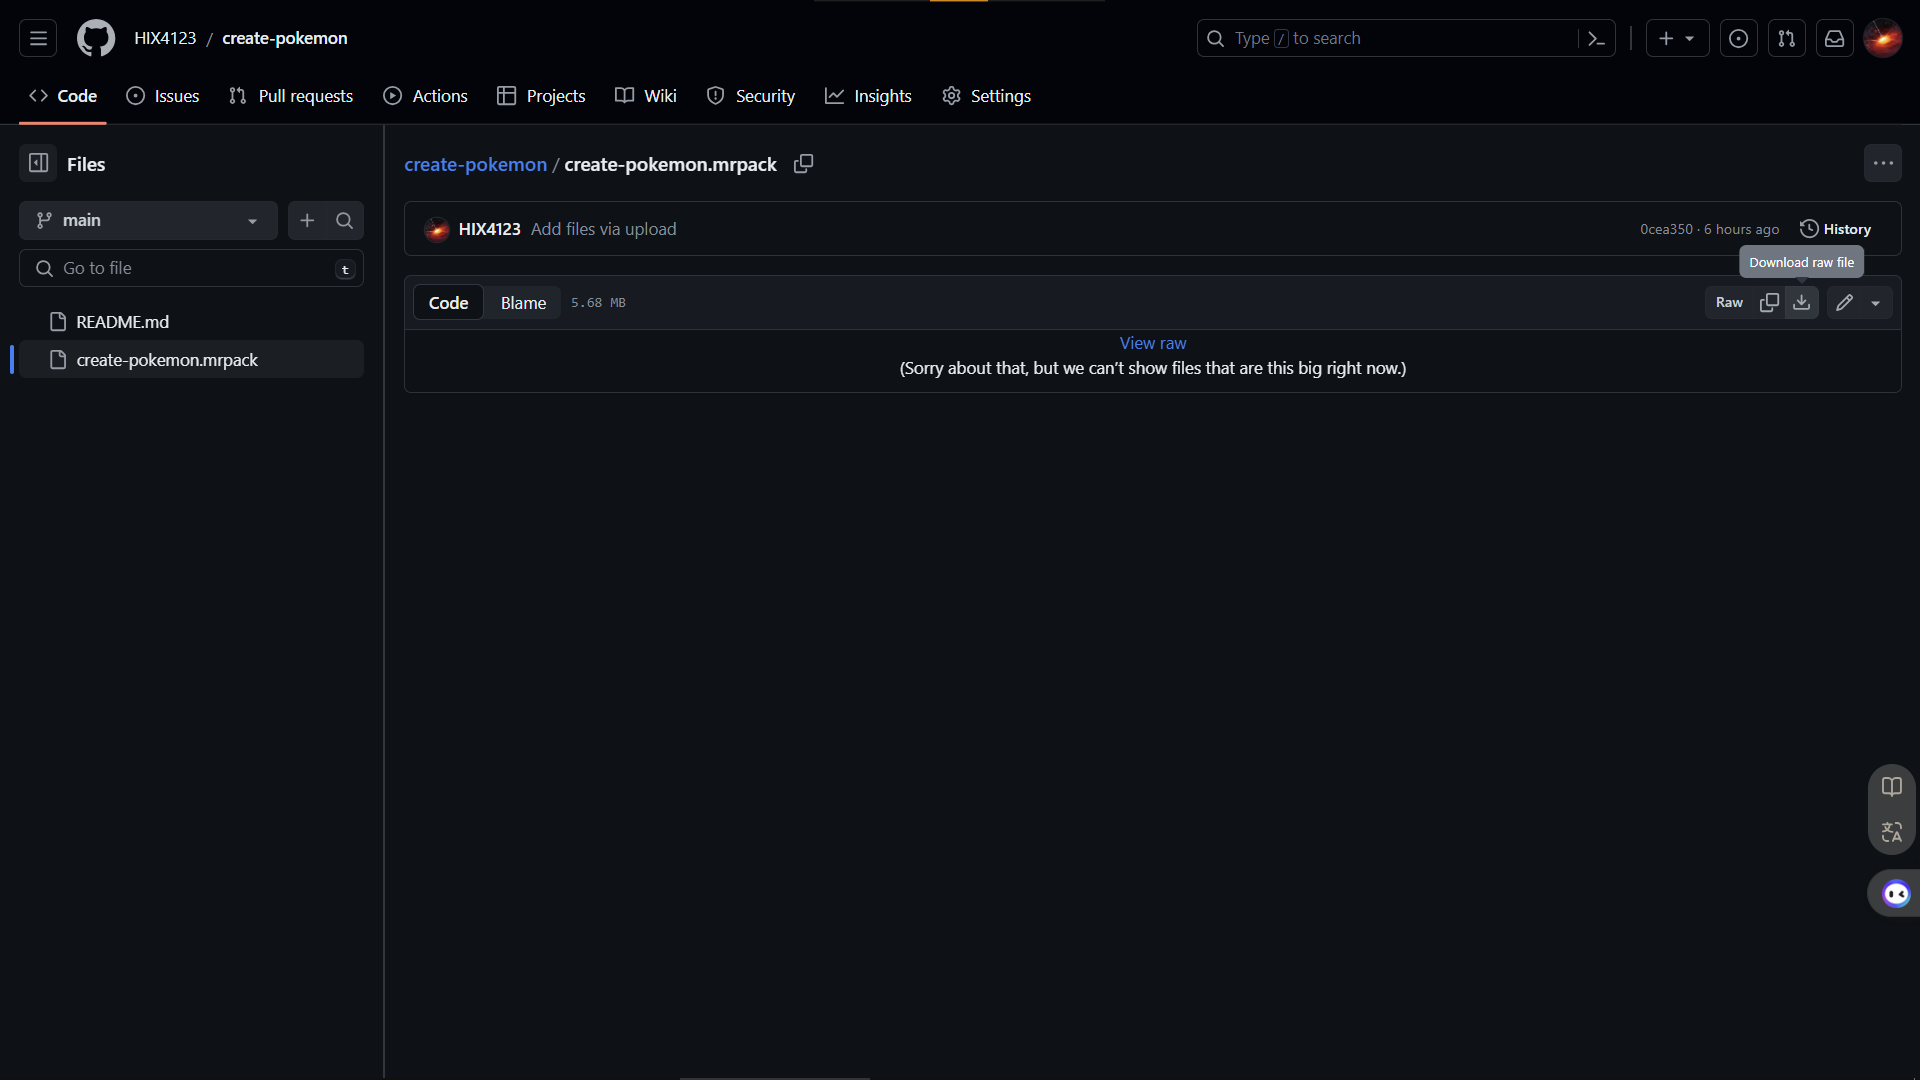 HIX4123 / create-pokemon
Type / to search
Code
Issues
Pull requests
Actions
Projects
Wiki
Security
Insights
Settings
Files
main
Go to file
t
README.md
create-pokemon.mrpack
create-pokemon / create-pokemon.mrpack
HIX4123 Add files via upload
0cea350 · 6 hours ago
History
Download raw file
Code
Blame
5.68 MB
Raw
View raw
(Sorry about that, but we can’t show files that are this big right now.)